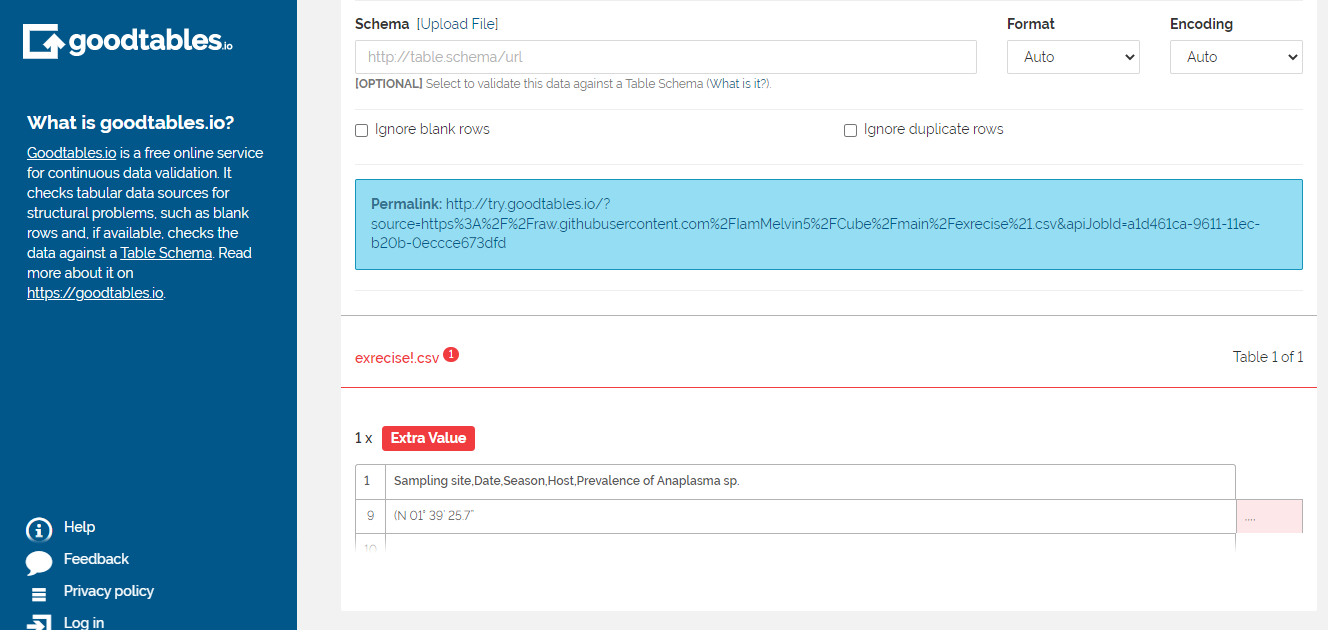 goodtables.io
What is goodtables.io?
Goodtables.io is a free online service
for continuous data validation. It
checks tabular data sources for
structural problems, such as blank
rows and, if available, checks the
data against a Table Schema. Read
more about it on
https://goodtables.io.
Help
Feedback
Privacy policy
Log in
Schema [Upload File]
Format
Encoding
http://table.schema/url
Auto
Auto
[OPTIONAL] Select to validate this data against a Table Schema (What is it?).
Ignore blank rows
Ignore duplicate rows
Permalink: http://try.goodtables.io/?
source=https%3A%2F%2Fraw.githubusercontent.com%2FIamMelvin5%2FCube%2Fmain%2Fexrecise%21.csv&apiJobId=a1d461ca-9611-11ec-
b20b-0eccce673dfd
exrecise!.csv 1
Table 1 of 1
1 x Extra Value
1 Sampling site,Date,Season,Host,Prevalence of Anaplasma sp.
9 (N 01° 39' 25.7" ,,,,
10